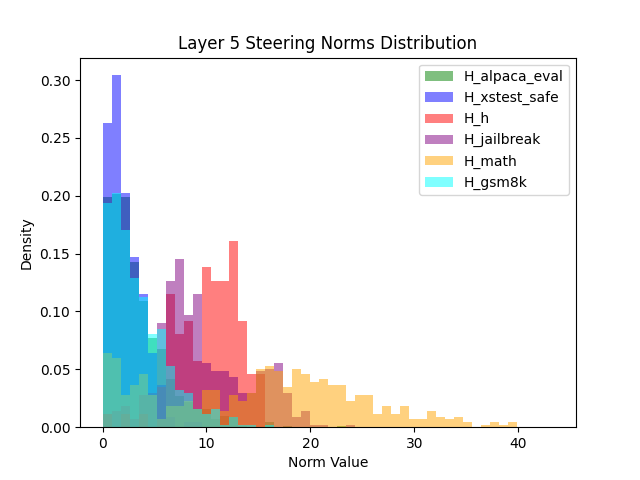 Layer 5 Steering Norms Distribution
H_alpaca_eval
H_xstest_safe
H_h
H_jailbreak
H_math
H_gsm8k
0.30
0.25
0.20
0.15
0.10
0.05
0.00
Density
0
10
20
30
40
Norm Value